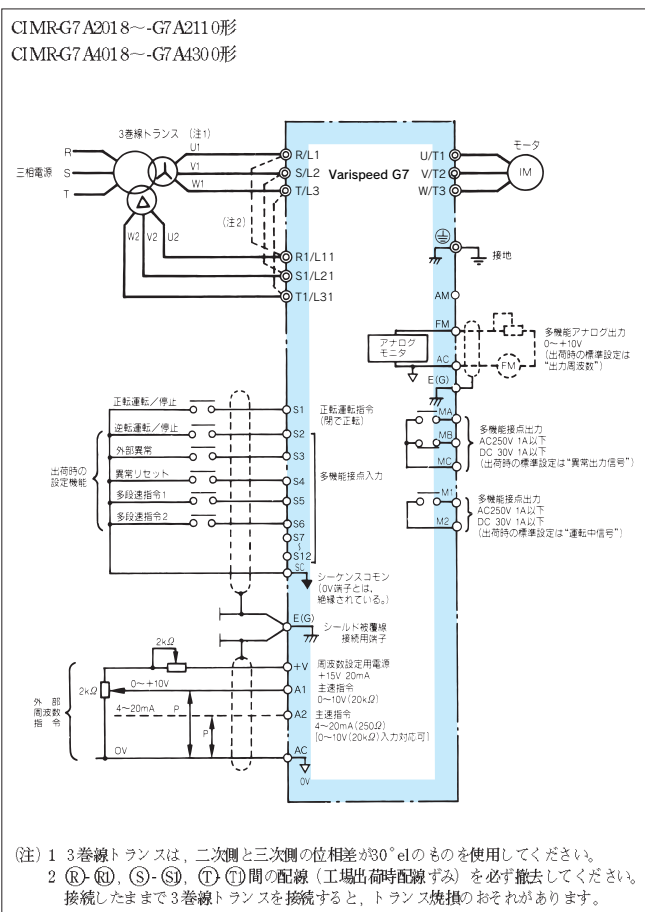 CIMR-G7A2018～-G7A2110形
CIMR-G7A4018～-G7A4300形
3巻線トランス (注1)
三相電源
R
S
T
U1
V1
W1
W2 V2 U2
(注2)
R/L1
S/L2
T/L3
R1/L11
S1/L21
T1/L31
Varispeed G7
U/T1
V/T2
W/T3
モータ
IM
接地
AM
FM
アナログ
モニタ
AC
E(G)
FM
多機能アナログ出力
0～+10V
(出荷時の標準設定は
“出力周波数”)
MA
MB
MC
多機能接点出力
AC250V 1A以下
DC 30V 1A以下
(出荷時の標準設定は“異常出力信号”)
M1
M2
多機能接点出力
AC250V 1A以下
DC 30V 1A以下
(出荷時の標準設定は“運転中信号”)
出荷時の
設定機能
正転運転／停止
逆転運転／停止
外部異常
異常リセット
多段速指令1
多段速指令2
S1
S2
S3
S4
S5
S6
S7
～
S12
SC
正転運転指令
(閉で正転)
多機能接点入力
シーケンスコモン
(0V端子とは,
絶縁されている。)
E(G)
シールド被覆線
接続用端子
外部
周波数
指令
2kΩ
2kΩ
0～+10V
4～20mA
P
P
0V
+V
周波数設定用電源
+15V 20mA
A1
主速指令
0～10V(20kΩ)
A2
主速指令
4～20mA(250Ω)
[0～10V(20kΩ)入力対応可]
AC
0V
(注) 1 3巻線トランスは, 二次側と三次側の位相差が30°elのものを使用してください。
2 Ⓡ-(R1), Ⓢ-(S1), Ⓣ-(T1)間の配線（工場出荷時配線ずみ）を必ず撤去してください。
接続したままで3巻線トランスを接続すると, トランス焼損のおそれがあります。